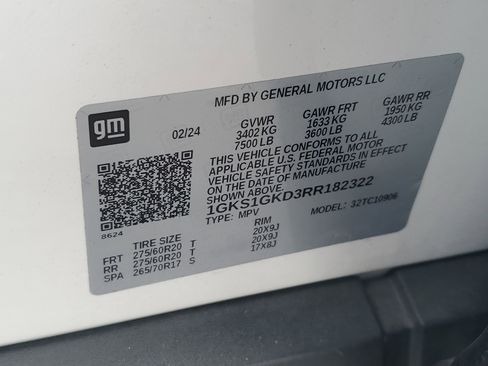 MFD BY GENERAL MOTORS LLC
gm
02/24
GVWR GAWR FRT GAWR RR
3402 KG 1633 KG 1950 KG
7500 LB 3600 LB 4300 LB
THIS VEHICLE CONFORMS TO ALL
APPLICABLE U.S. FEDERAL MOTOR
VEHICLE SAFETY STANDARDS IN EFFECT
ON THE DATE OF MANUFACTURE
SHOWN ABOVE.
1GKS1GKD3RR182322
TYPE: MPV MODEL: 32TC10906
8624
TIRE SIZE RIM
FRT 275/60R20 T 20X9J
RR 275/60R20 T 20X9J
SPA 265/70R17 S 17X8J